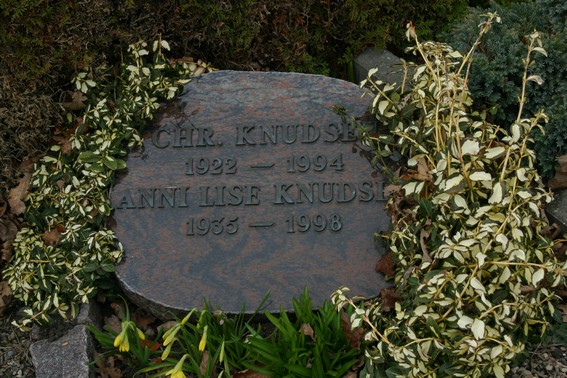 CHR. KNUDSE
1922 — 1994
ANNI LISE KNUDSE
1935 — 1998